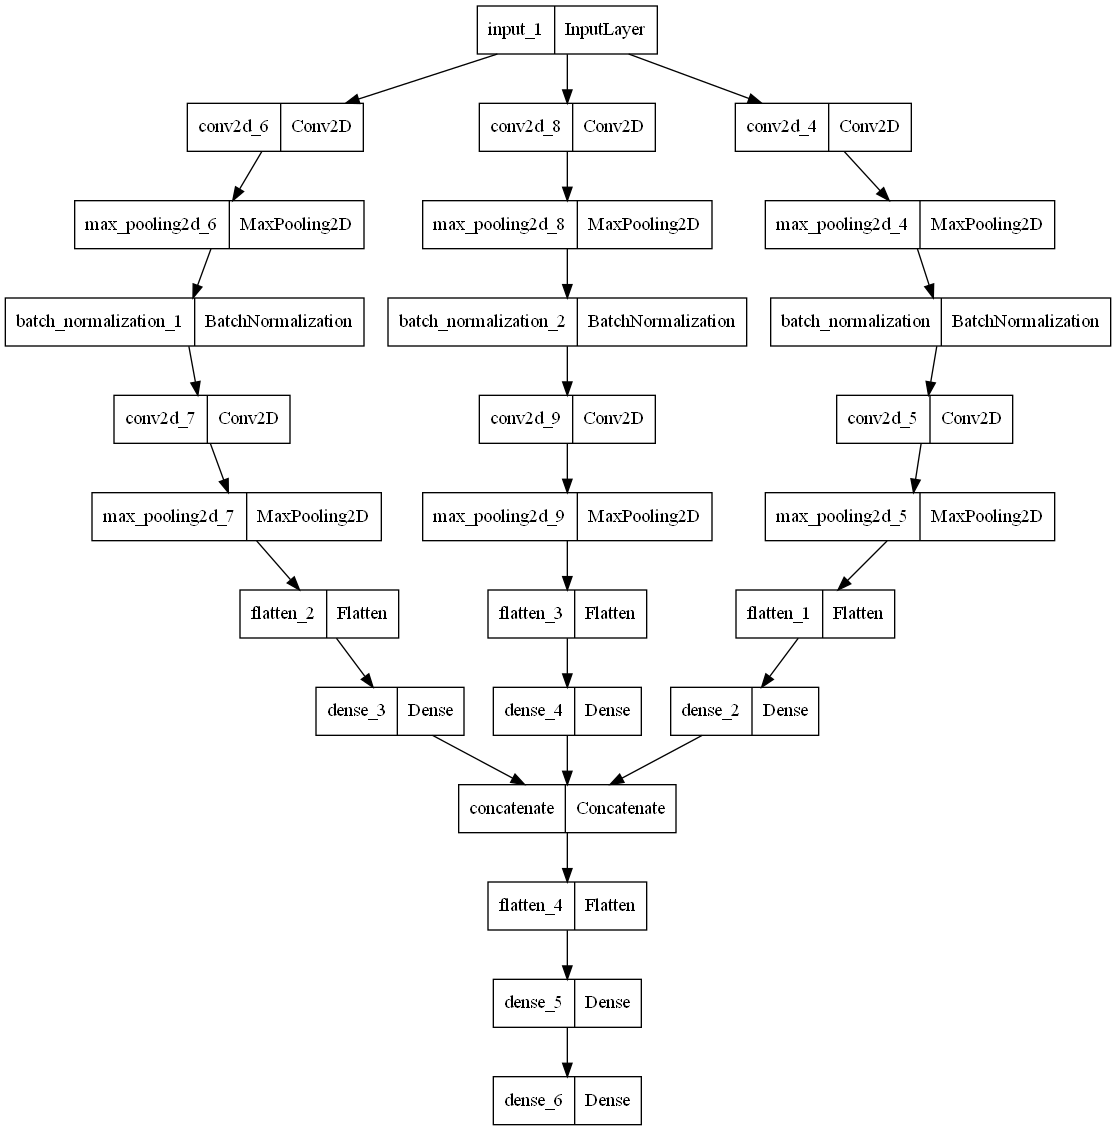 input_1 InputLayer
conv2d_6 Conv2D conv2d_8 Conv2D conv2d_4 Conv2D
max_pooling2d_6 MaxPooling2D max_pooling2d_8 MaxPooling2D max_pooling2d_4 MaxPooling2D
batch_normalization_1 BatchNormalization batch_normalization_2 BatchNormalization batch_normalization BatchNormalization
conv2d_7 Conv2D conv2d_9 Conv2D conv2d_5 Conv2D
max_pooling2d_7 MaxPooling2D max_pooling2d_9 MaxPooling2D max_pooling2d_5 MaxPooling2D
flatten_2 Flatten flatten_3 Flatten flatten_1 Flatten
dense_3 Dense dense_4 Dense dense_2 Dense
concatenate Concatenate
flatten_4 Flatten
dense_5 Dense
dense_6 Dense